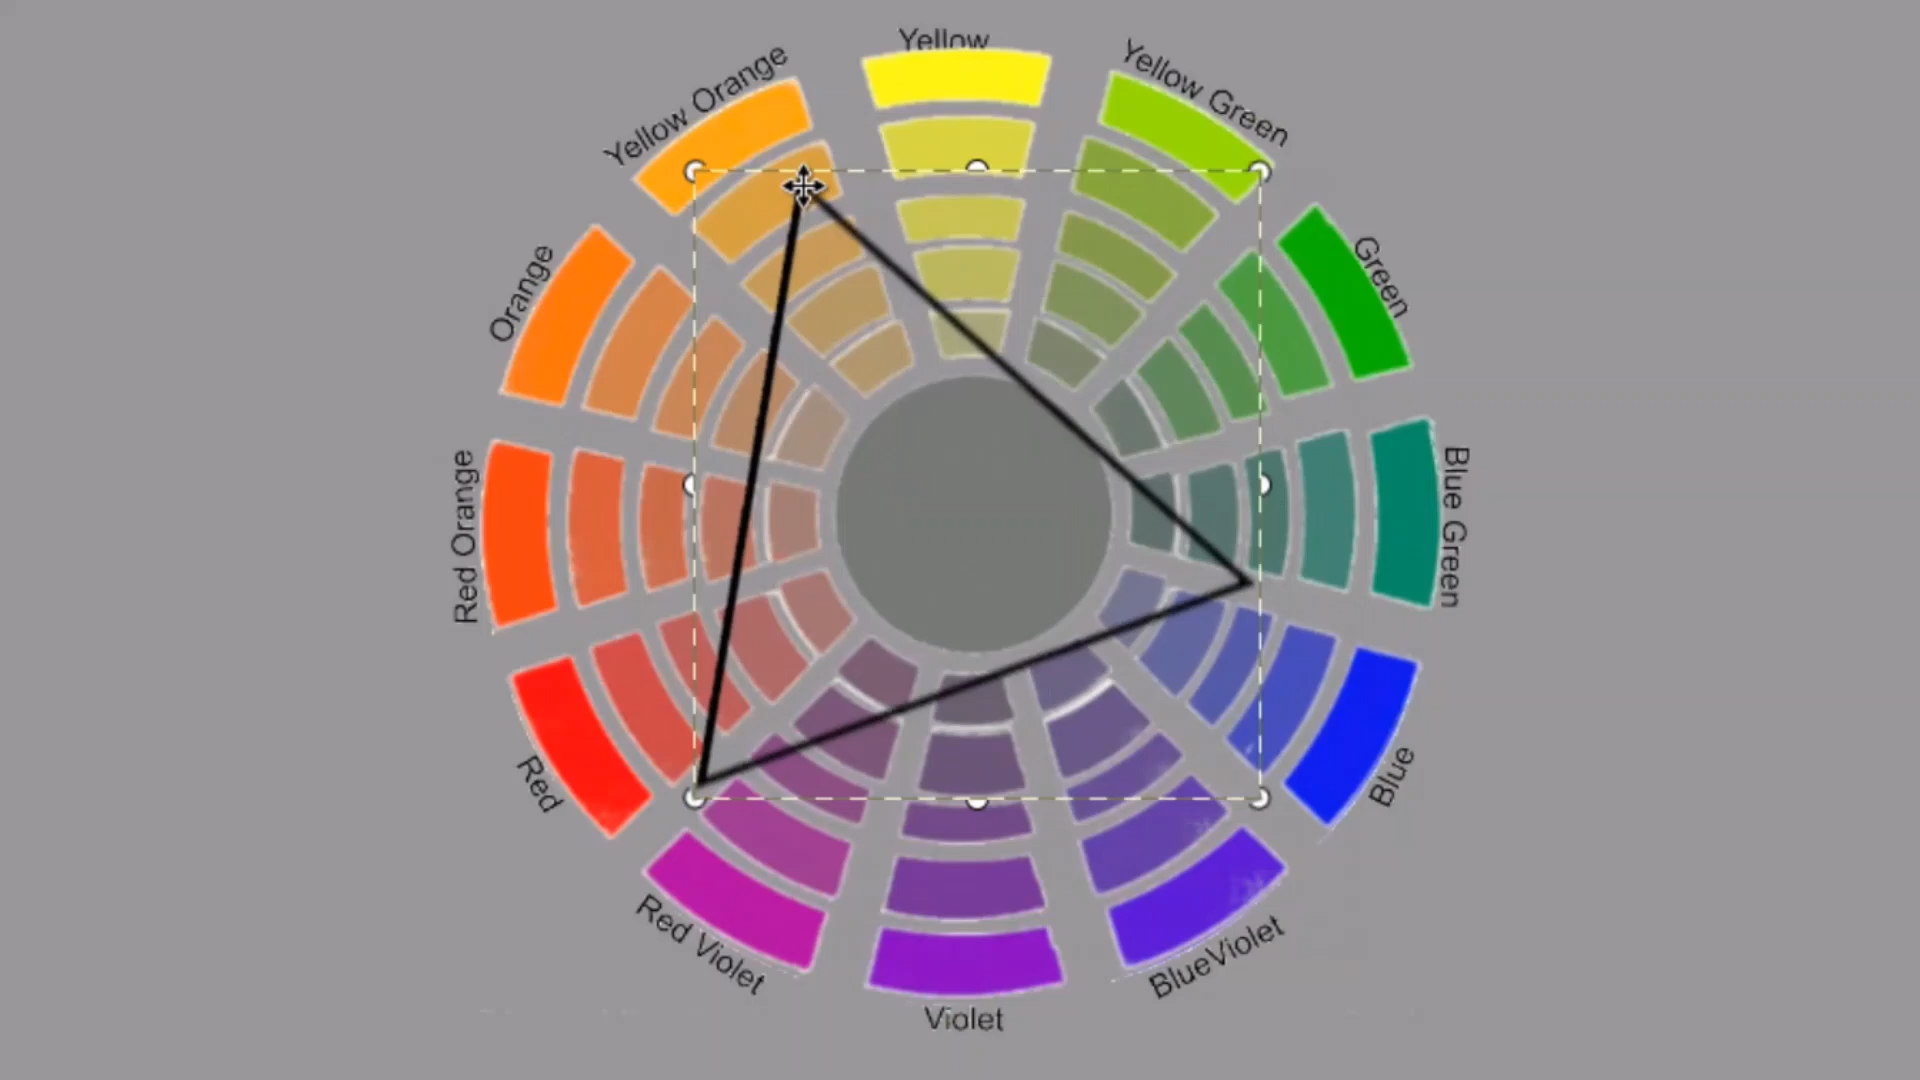 Yellow
Yellow Green
Green
Blue Green
Blue
BlueViolet
Violet
Red Violet
Red
Red Orange
Orange
Yellow Orange